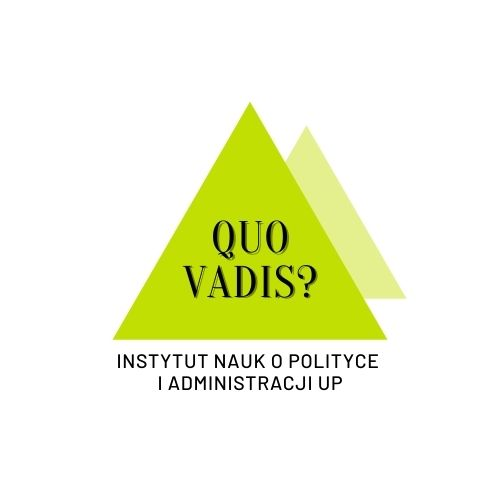 QUO
VADIS?
INSTYTUT NAUK O POLITYCE
I ADMINISTRACJI UP